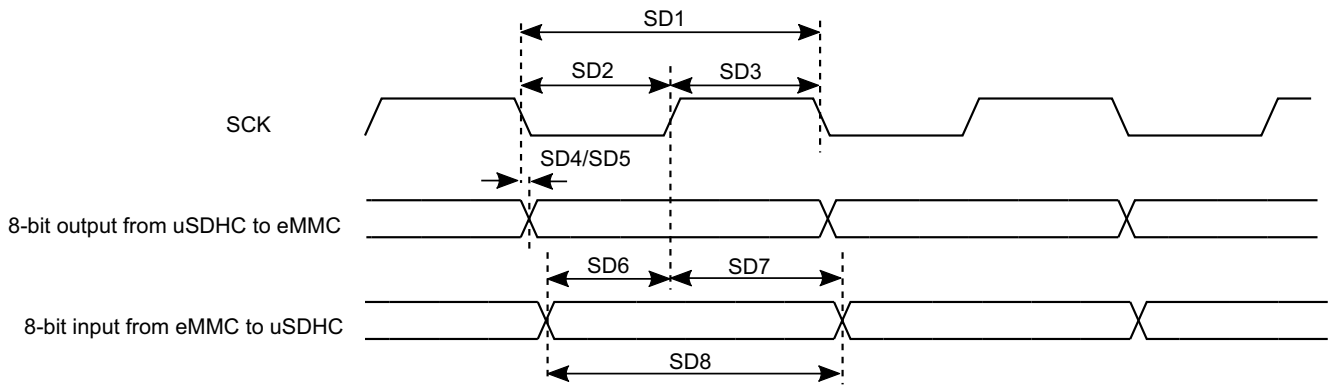 SD1
SD2
SD3
SCK
SD4/SD5
8-bit output from uSDHC to eMMC
SD6
SD7
8-bit input from eMMC to uSDHC
SD8